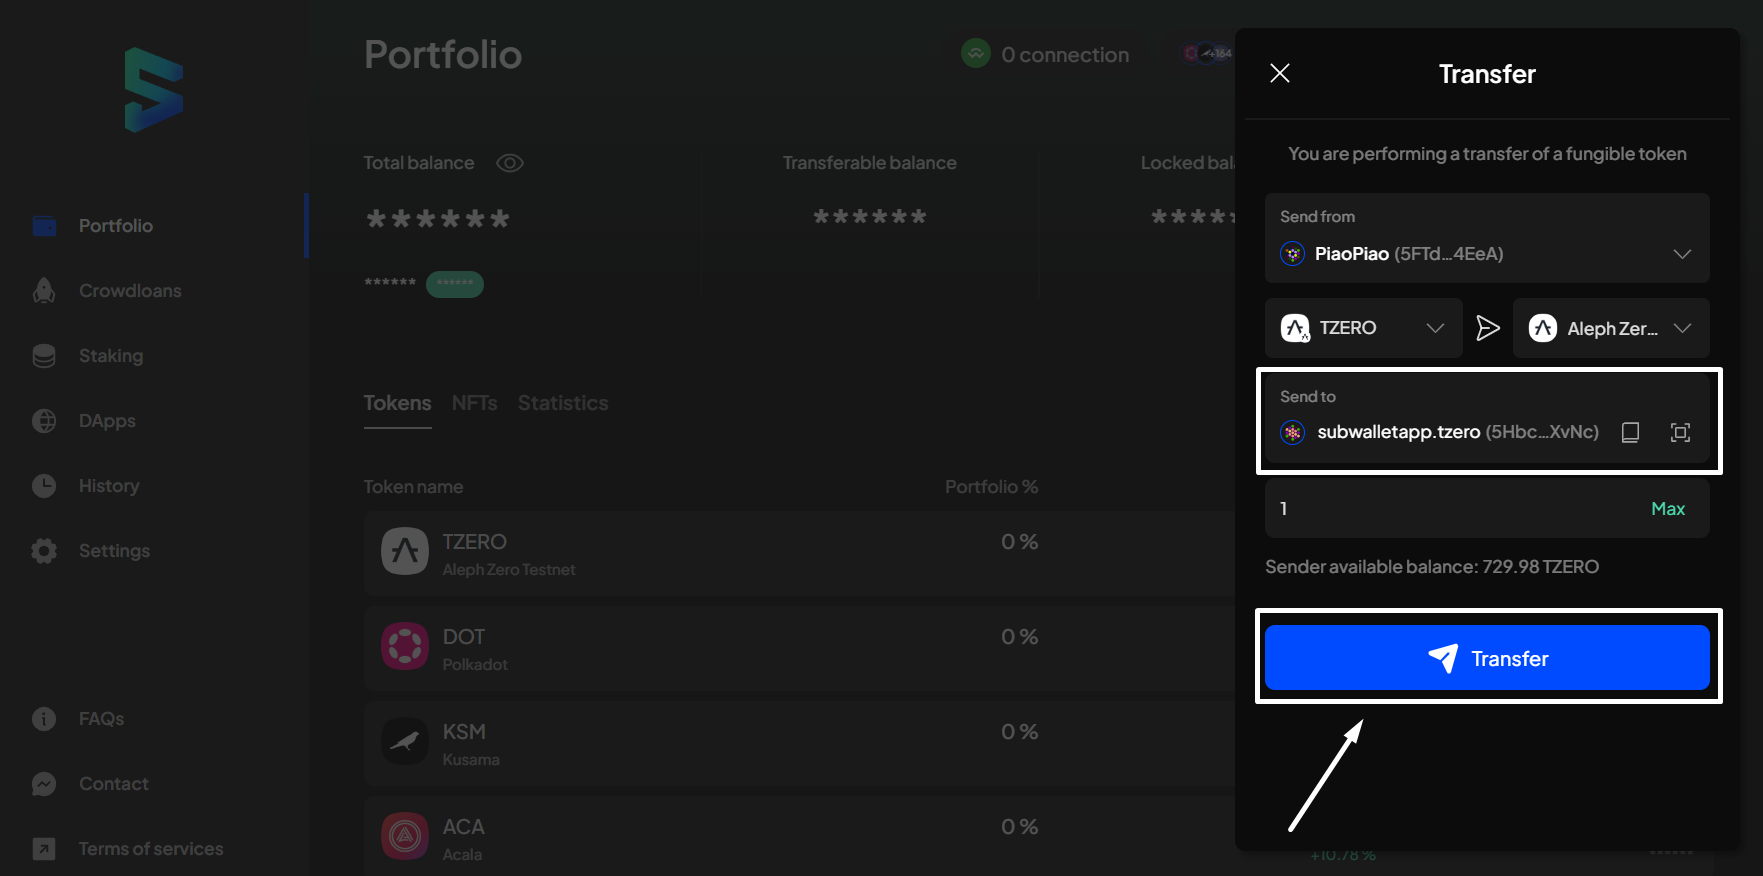 Portfolio
0 connection
+164
Total balance
******
******
******
Transferable balance
******
Locked bal
****
Portfolio
Crowdloans
Staking
DApps
History
Settings
FAQs
Contact
Terms of services
Tokens NFTs Statistics
Token name Portfolio %
TZERO 0 %
Aleph Zero Testnet
DOT 0 %
Polkadot
KSM 0 %
Kusama
ACA 0 %
Acala
+10.78 %
******
Transfer
You are performing a transfer of a fungible token
Send from
PiaoPiao (5FTd...4EeA)
TZERO
Aleph Zer...
Send to
subwalletapp.tzero (5Hbc...XvNc)
1 Max
Sender available balance: 729.98 TZERO
Transfer